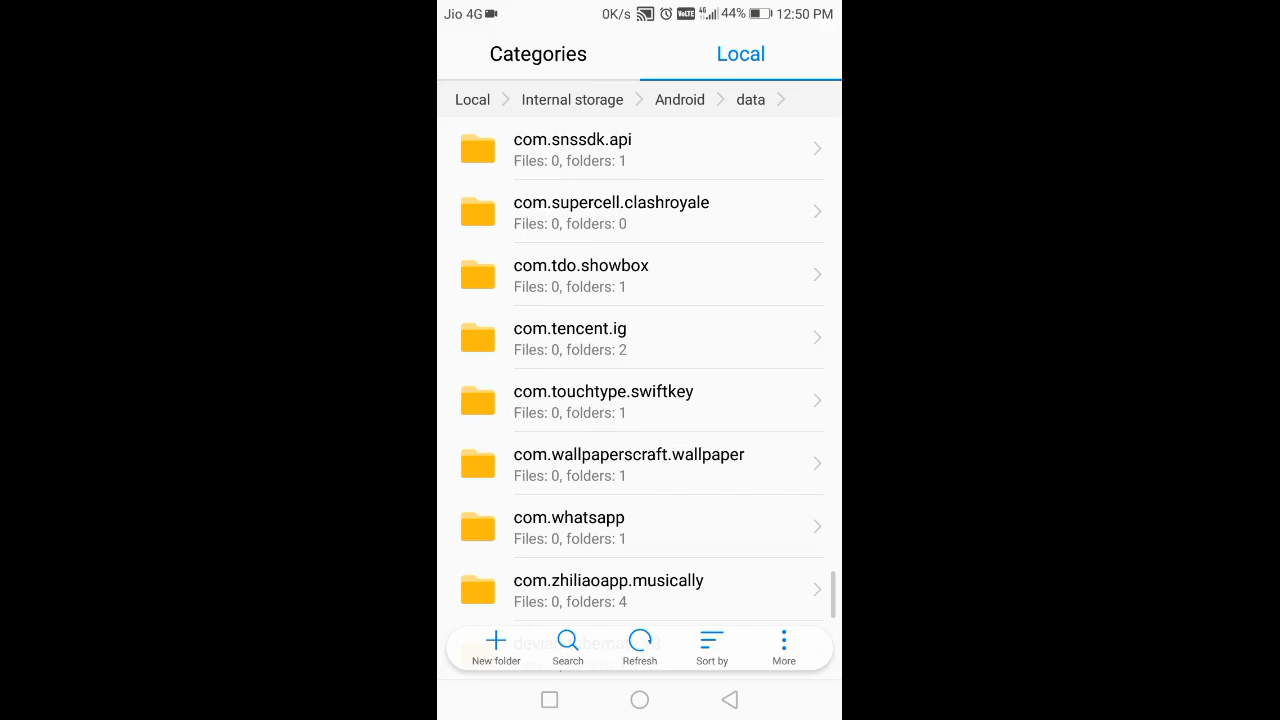 Jio 4G 0K/s VoLTE 4G 44% 12:50 PM
Categories Local
Local Internal storage Android data
com.snssdk.api
Files: 0, folders: 1
com.supercell.clashroyale
Files: 0, folders: 0
com.tdo.showbox
Files: 0, folders: 1
com.tencent.ig
Files: 0, folders: 2
com.touchtype.swiftkey
Files: 0, folders: 1
com.wallpaperscraft.wallpaper
Files: 0, folders: 1
com.whatsapp
Files: 0, folders: 1
com.zhiliaoapp.musically
Files: 0, folders: 4
New folder Search Refresh Sort by More